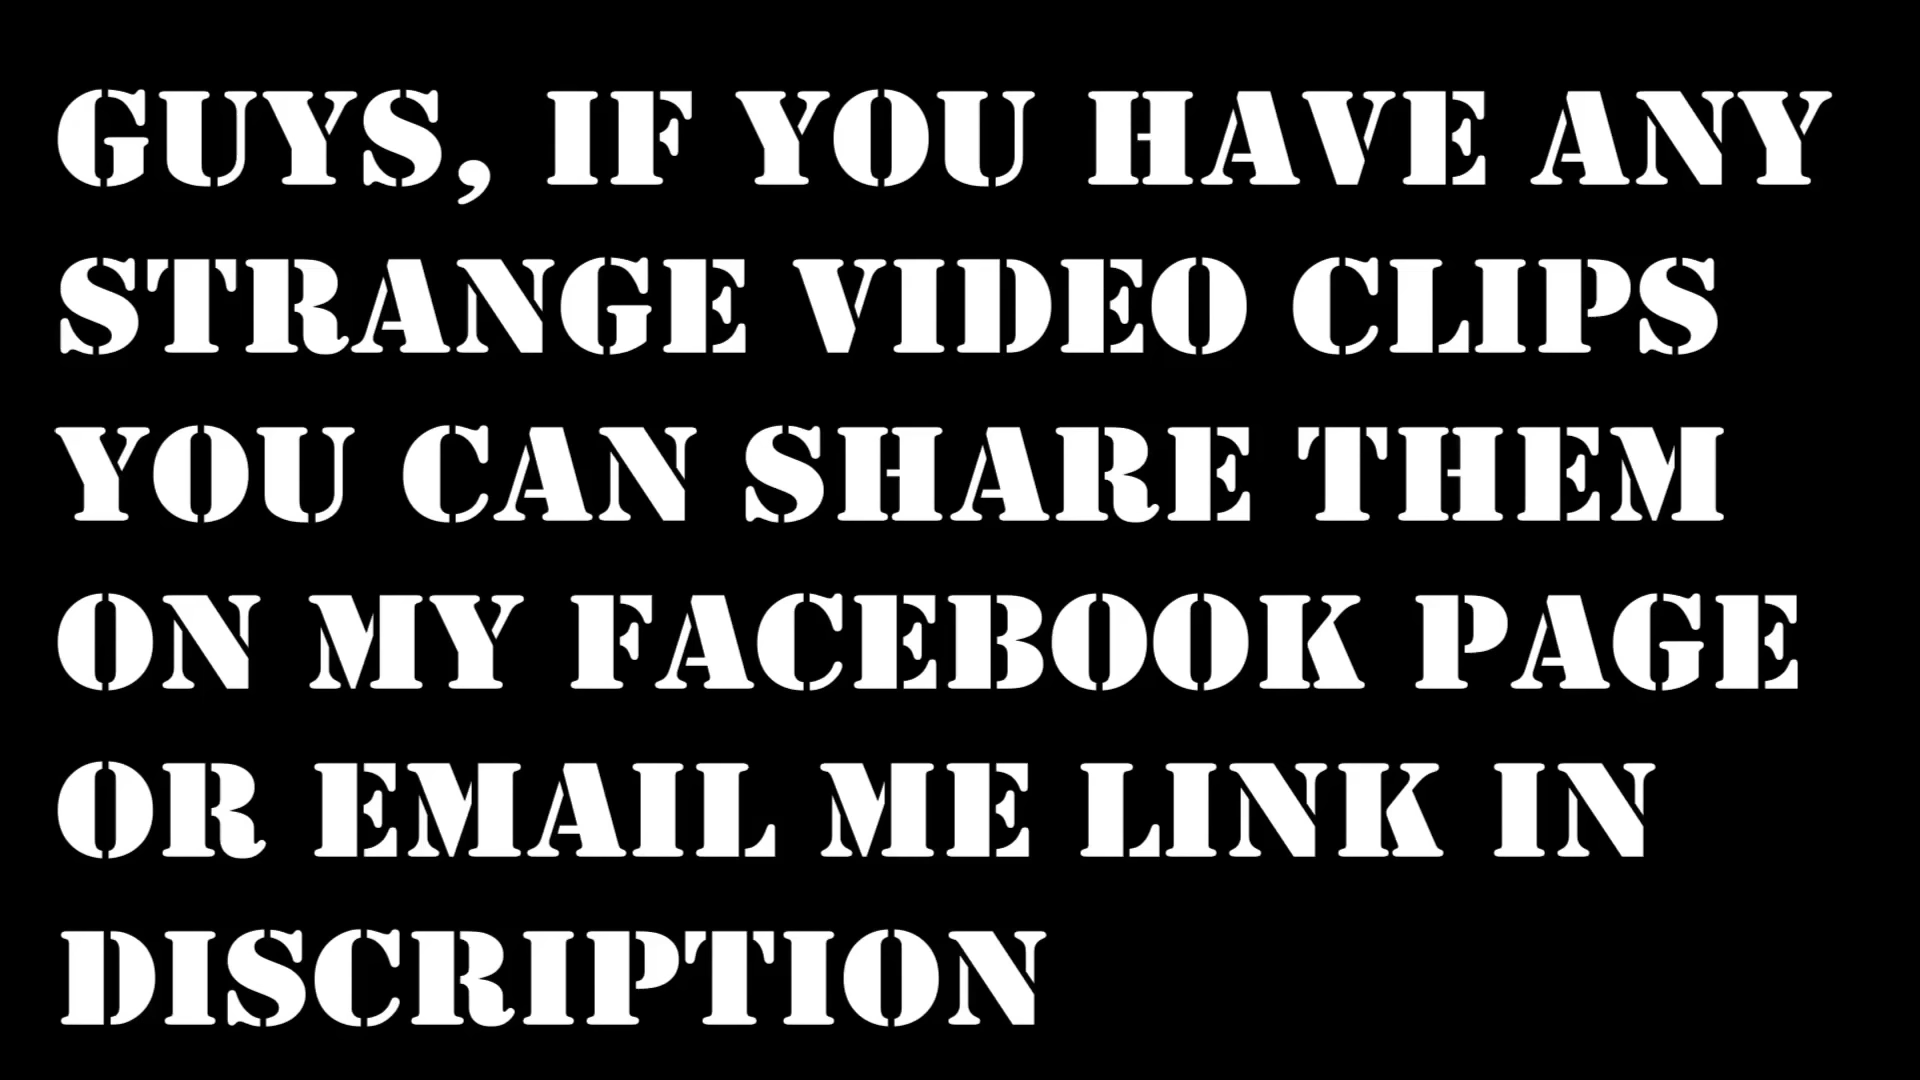 GUYS, IF YOU HAVE ANY
STRANGE VIDEO CLIPS
YOU CAN SHARE THEM
ON MY FACEBOOK PAGE
OR EMAIL ME LINK IN
DISCRIPTION